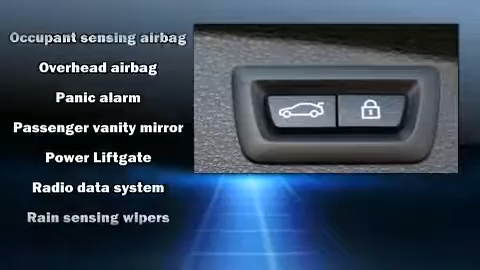 Occupant sensing airbag
Overhead airbag
Panic alarm
Passenger vanity mirror
Power Liftgate
Radio data system
Rain sensing wipers